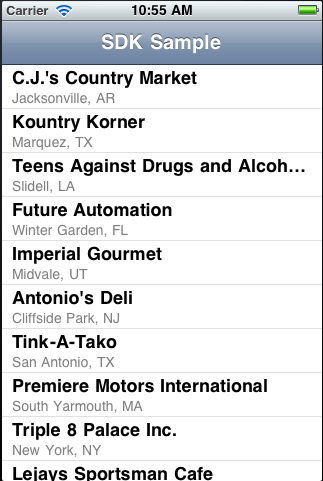 Carrier 10:55 AM
SDK Sample
C.J.'s Country Market
Jacksonville, AR
Kountry Korner
Marquez, TX
Teens Against Drugs and Alcoh...
Slidell, LA
Future Automation
Winter Garden, FL
Imperial Gourmet
Midvale, UT
Antonio's Deli
Cliffside Park, NJ
Tink-A-Tako
San Antonio, TX
Premiere Motors International
South Yarmouth, MA
Triple 8 Palace Inc.
New York, NY
Lejays Sportsman Cafe